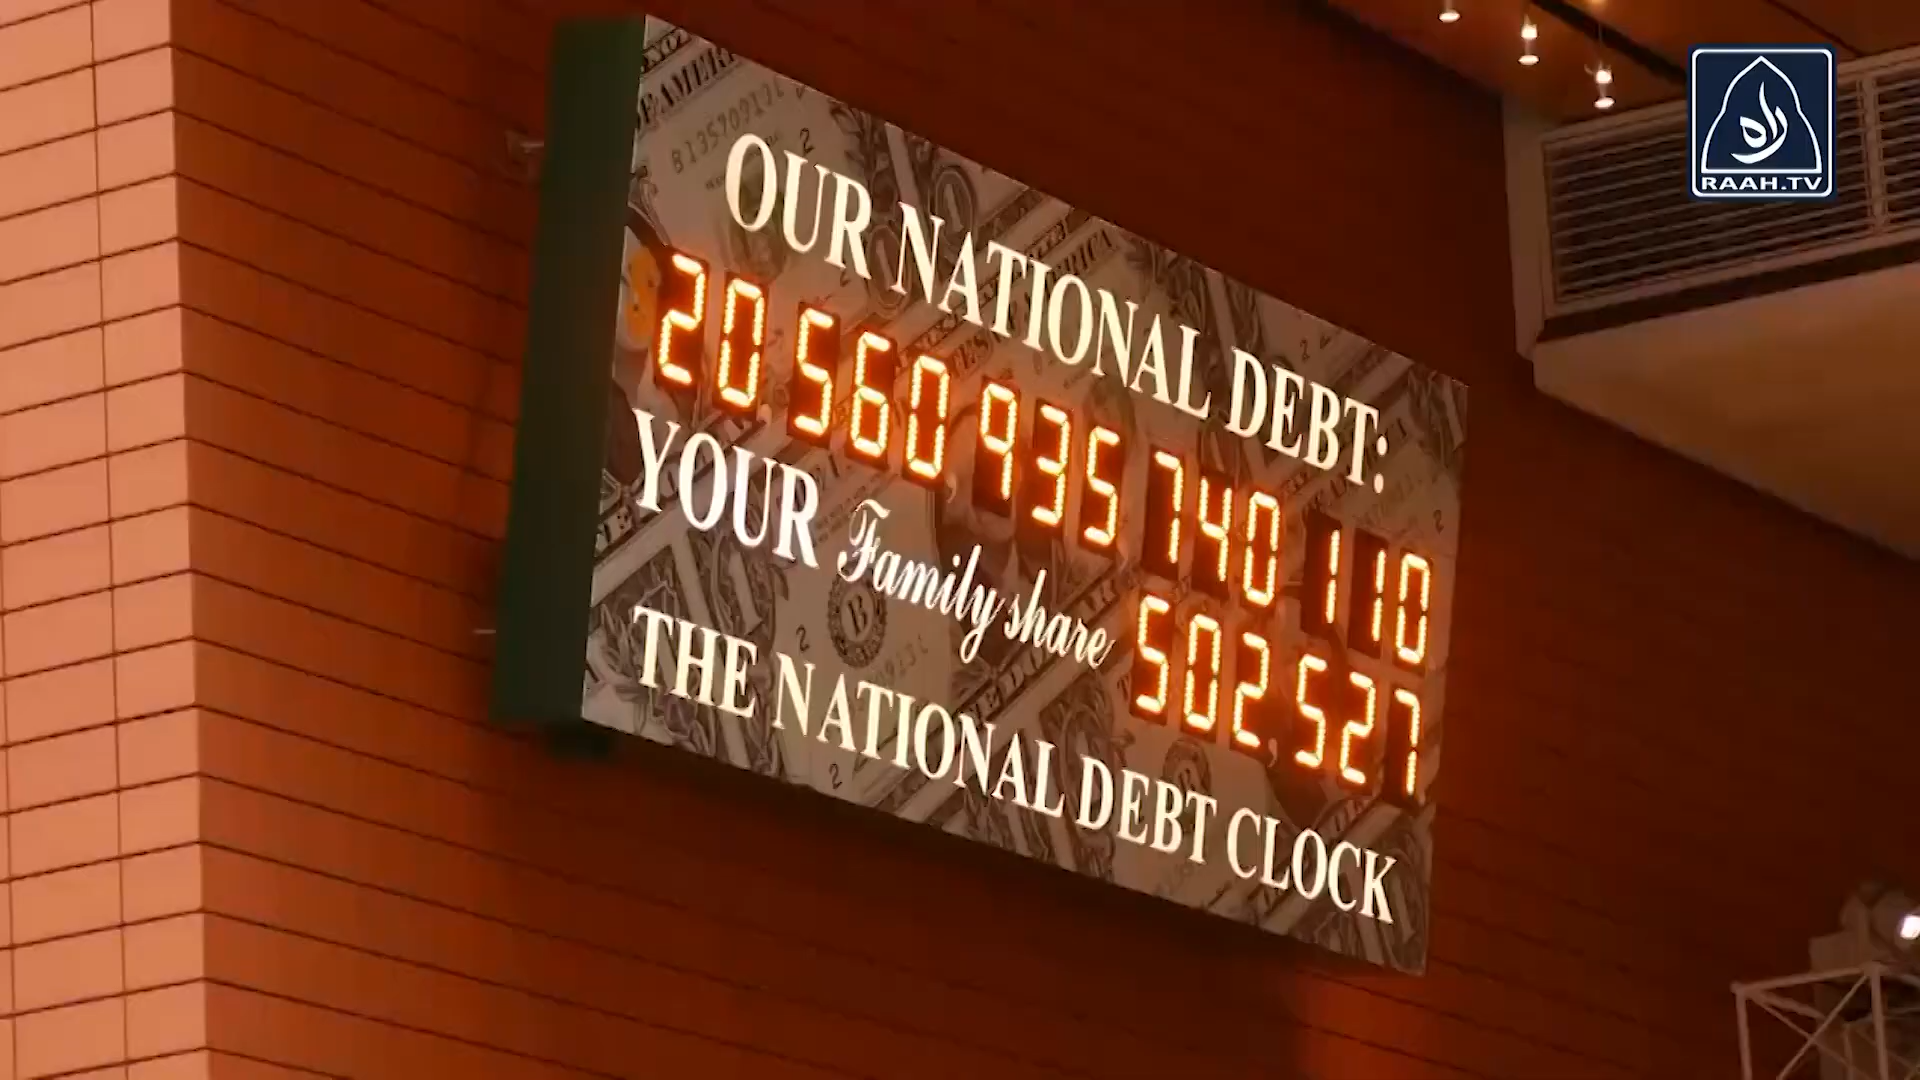 OUR NATIONAL DEBT:
20,560,935,740,110
YOUR Family share 502,527
THE NATIONAL DEBT CLOCK
راه
RAAH.TV